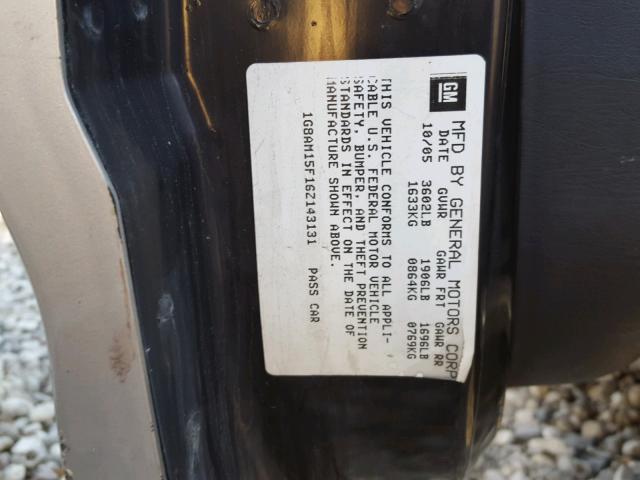 GM MFD BY GENERAL MOTORS CORP
DATE GVWR GAWR FRT GAWR RR
10/05 3602LB 1906LB 1696LB
1633KG 0864KG 0769KG
THIS VEHICLE CONFORMS TO ALL APPLI-
CABLE U.S. FEDERAL MOTOR VEHICLE
SAFETY, BUMPER, AND THEFT PREVENTION
STANDARDS IN EFFECT ON THE DATE OF
MANUFACTURE SHOWN ABOVE.
1G8AM15F16Z143131 PASS CAR